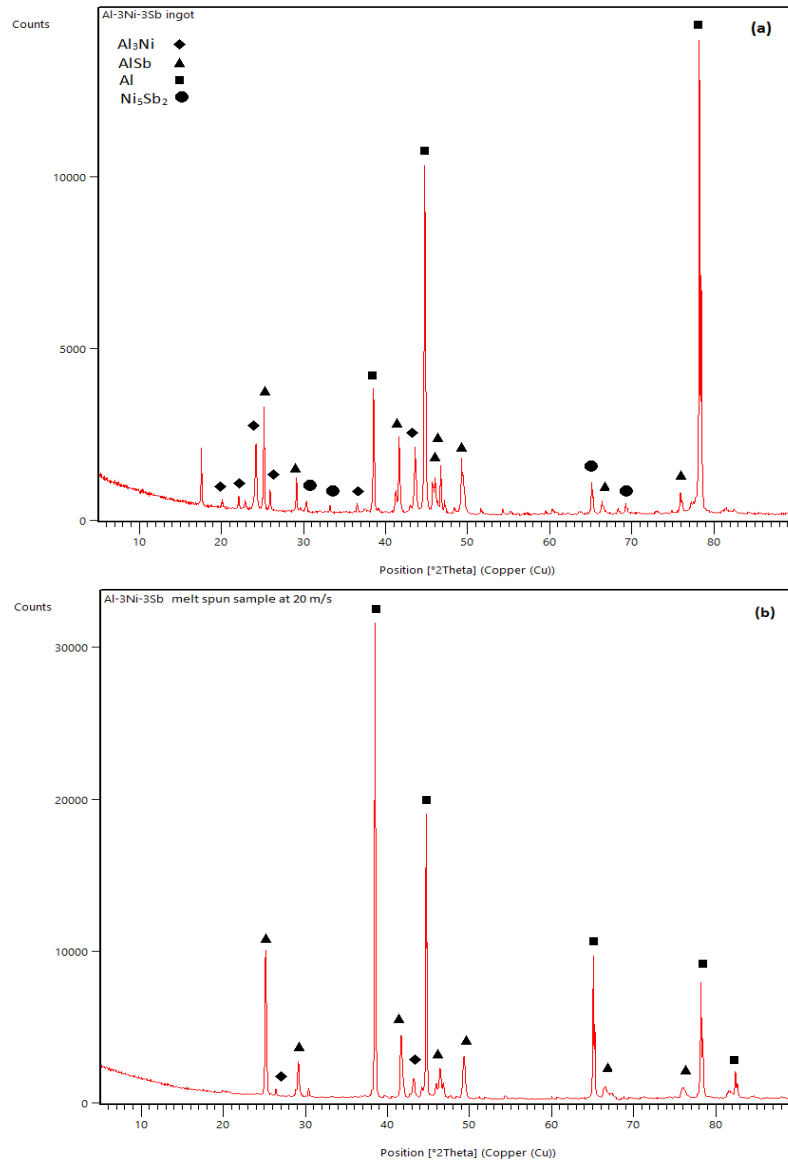 Counts
Al-3Ni-3Sb ingot
(a)
Al₃Ni
AlSb
Al
Ni₅Sb₂
10000
5000
0
10 20 30 40 50 60 70 80
Position [°2Theta] (Copper (Cu))
Counts
Al-3Ni-3Sb melt spun sample at 20 m/s
(b)
30000
20000
10000
0
10 20 30 40 50 60 70 80
Position [°2Theta] (Copper (Cu))